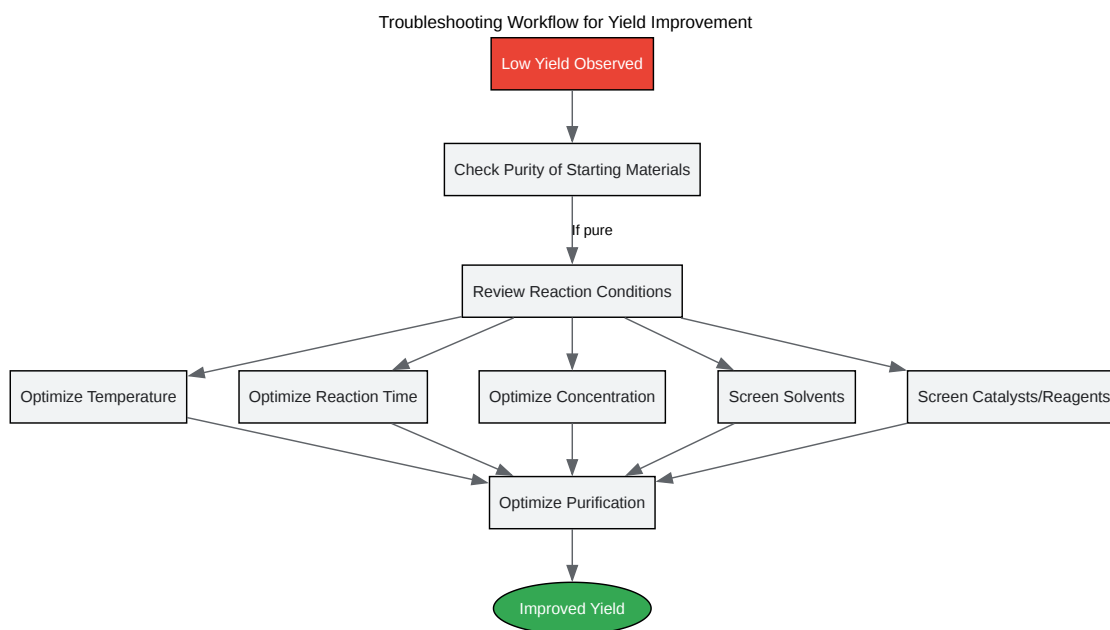 Troubleshooting Workflow for Yield Improvement
Low Yield Observed
Check Purity of Starting Materials
If pure
Review Reaction Conditions
Optimize Temperature
Optimize Reaction Time
Optimize Concentration
Screen Solvents
Screen Catalysts/Reagents
Optimize Purification
Improved Yield